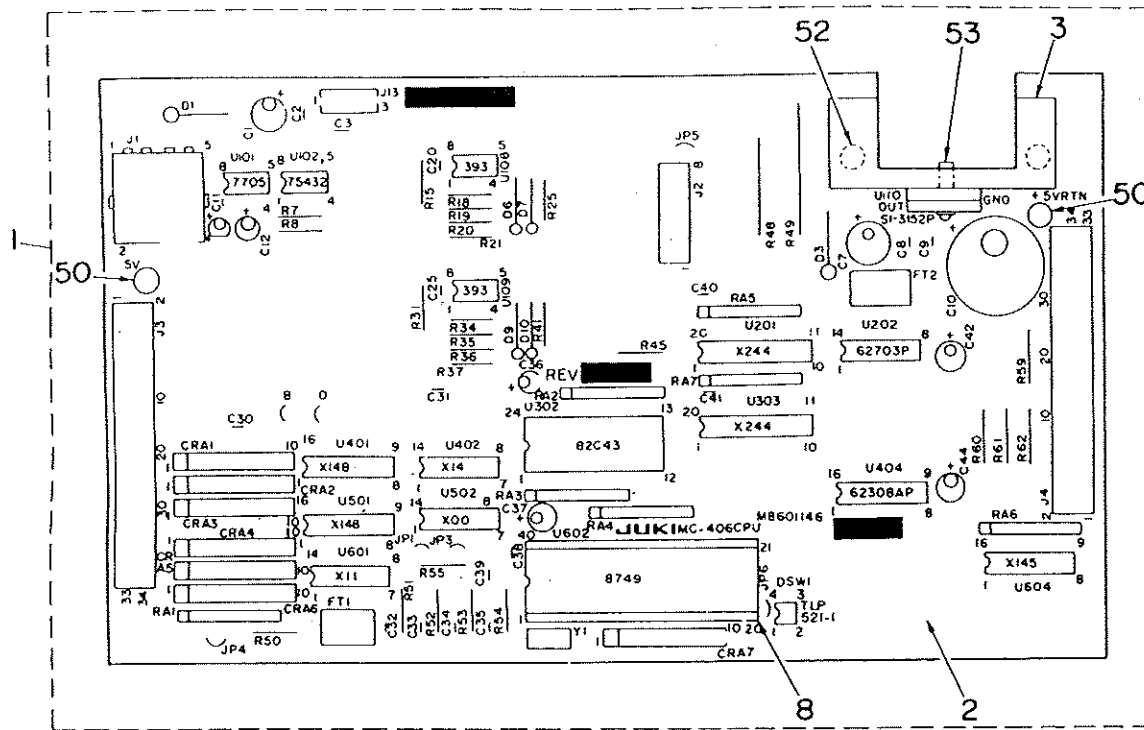 52 53 3
D1 C1 C12 1 J13 3
C3
JP5
J1 1 5
U101 U102 5
8 7705 5 8 75432
1 4 1 4
C11 C12
R7
R8
2
C20 8 393 5 U108
1 4
R15
R18
R19
R20
R21
D6 D7 R25
J2 8 1
R48 R49
U110
OUT GND
SI-3152P
+5VRTN
34 33
50
D3 C7 C8 C9
FT2
C10
1
50 5V
1 2
J3
10
20
30
33 34
C25 8 393 5 U109
1 4
R31
R34
R35
R36
R37
D9 D10 R41
C36
C31
R45
REV
RA2
C40 RA5
U201
20 X244 11
1 10
RA7
C41 U303
20 X244 11
1 10
U202
14 62703P 8
C42
R59
30
20
10
8 0
C30
U302
24 13
82C43
1 12
CRA1 10
CRA2
CRA3
CRA4
CRA6
RA1
16 U401 9
X148
8
16 U501 9
X148
8
14 U601 8
X11
7
14 U402 8
X14
1 7
14 U502 8
X00
1 7
RA3
C37
RA4
JUKI MC-406CPU
M8601146
U404
16 62308AP 9
1 8
C44
R60 R61 R62
J4
2 1
RA6
16 9
X145
1 8
U604
JP1 JP3
R55
C39
C38
40 U602 21
8749
1 20
JP6
DSW1
4 3
TLP
521-1
1 2
FT1
R50
JP4
C32 R51 C33 R52 C34 R53 C35 R54
Y1
1 10
CRA7
8 2